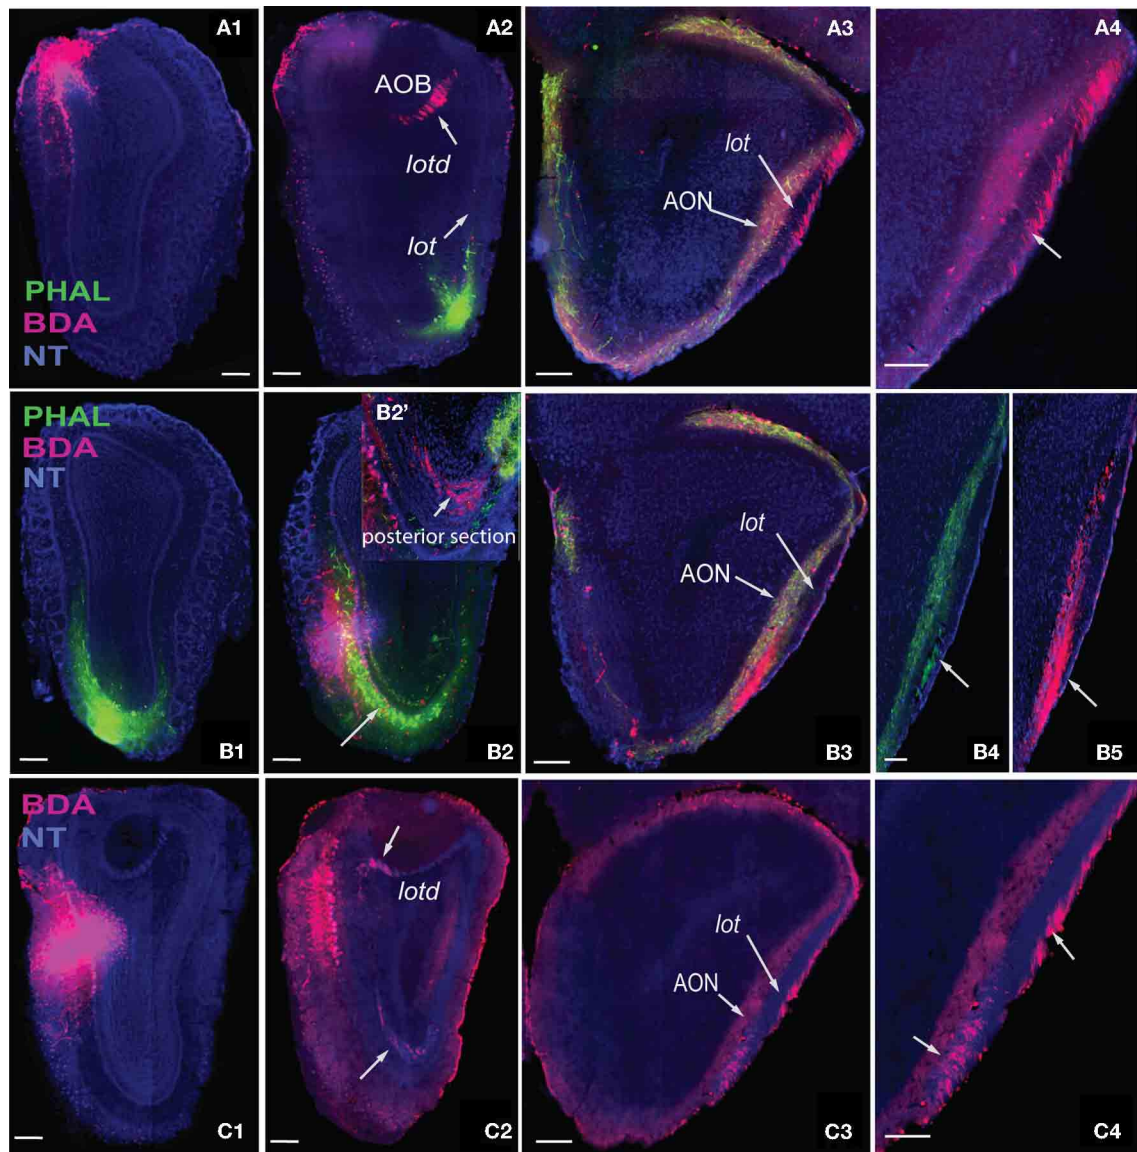 A1
A2
A3
A4
AOB
lotd
lot
lot
AON
PHAL
BDA
NT
PHAL
BDA
NT
B2'
posterior section
lot
AON
B1
B2
B3
B4
B5
BDA
NT
lotd
lot
AON
C1
C2
C3
C4